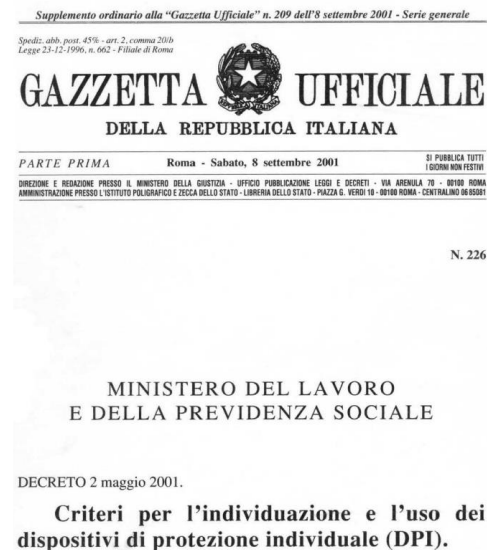 Supplemento ordinario alla “Gazzetta Ufficiale” n. 209 dell’8 settembre 2001 - Serie generale
Spediz. abb. post. 45% - art. 2, comma 20/b
Legge 23-12-1996, n. 662 - Filiale di Roma
GAZZETTA UFFICIALE
DELLA REPUBBLICA ITALIANA
PARTE PRIMA
Roma - Sabato, 8 settembre 2001
SI PUBBLICA TUTTI
I GIORNI NON FESTIVI
DIREZIONE E REDAZIONE PRESSO IL MINISTERO DELLA GIUSTIZIA - UFFICIO PUBBLICAZIONE LEGGI E DECRETI - VIA ARENULA 70 - 00100 ROMA
AMMINISTRAZIONE PRESSO L'ISTITUTO POLIGRAFICO E ZECCA DELLO STATO - LIBRERIA DELLO STATO - PIAZZA G. VERDI 10 - 00100 ROMA - CENTRALINO 06 85081
N. 226
MINISTERO DEL LAVORO
E DELLA PREVIDENZA SOCIALE
DECRETO 2 maggio 2001.
Criteri per l’individuazione e l’uso dei
dispositivi di protezione individuale (DPI).